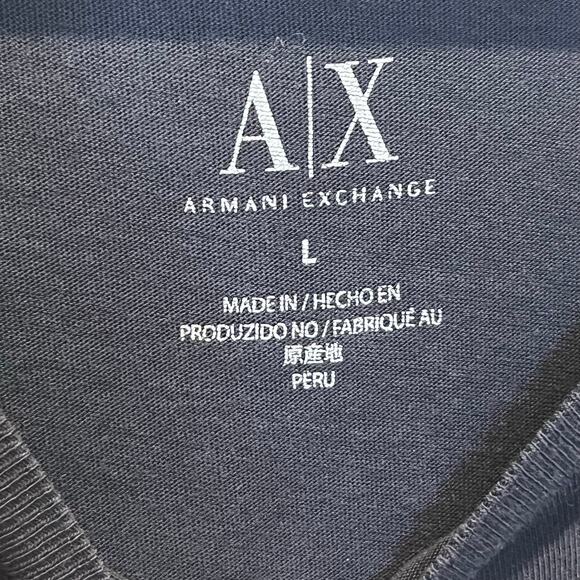 A|X
ARMANI EXCHANGE
L
MADE IN / HECHO EN
PRODUZIDO NO / FABRIQUÉ AU
原産地
PERU